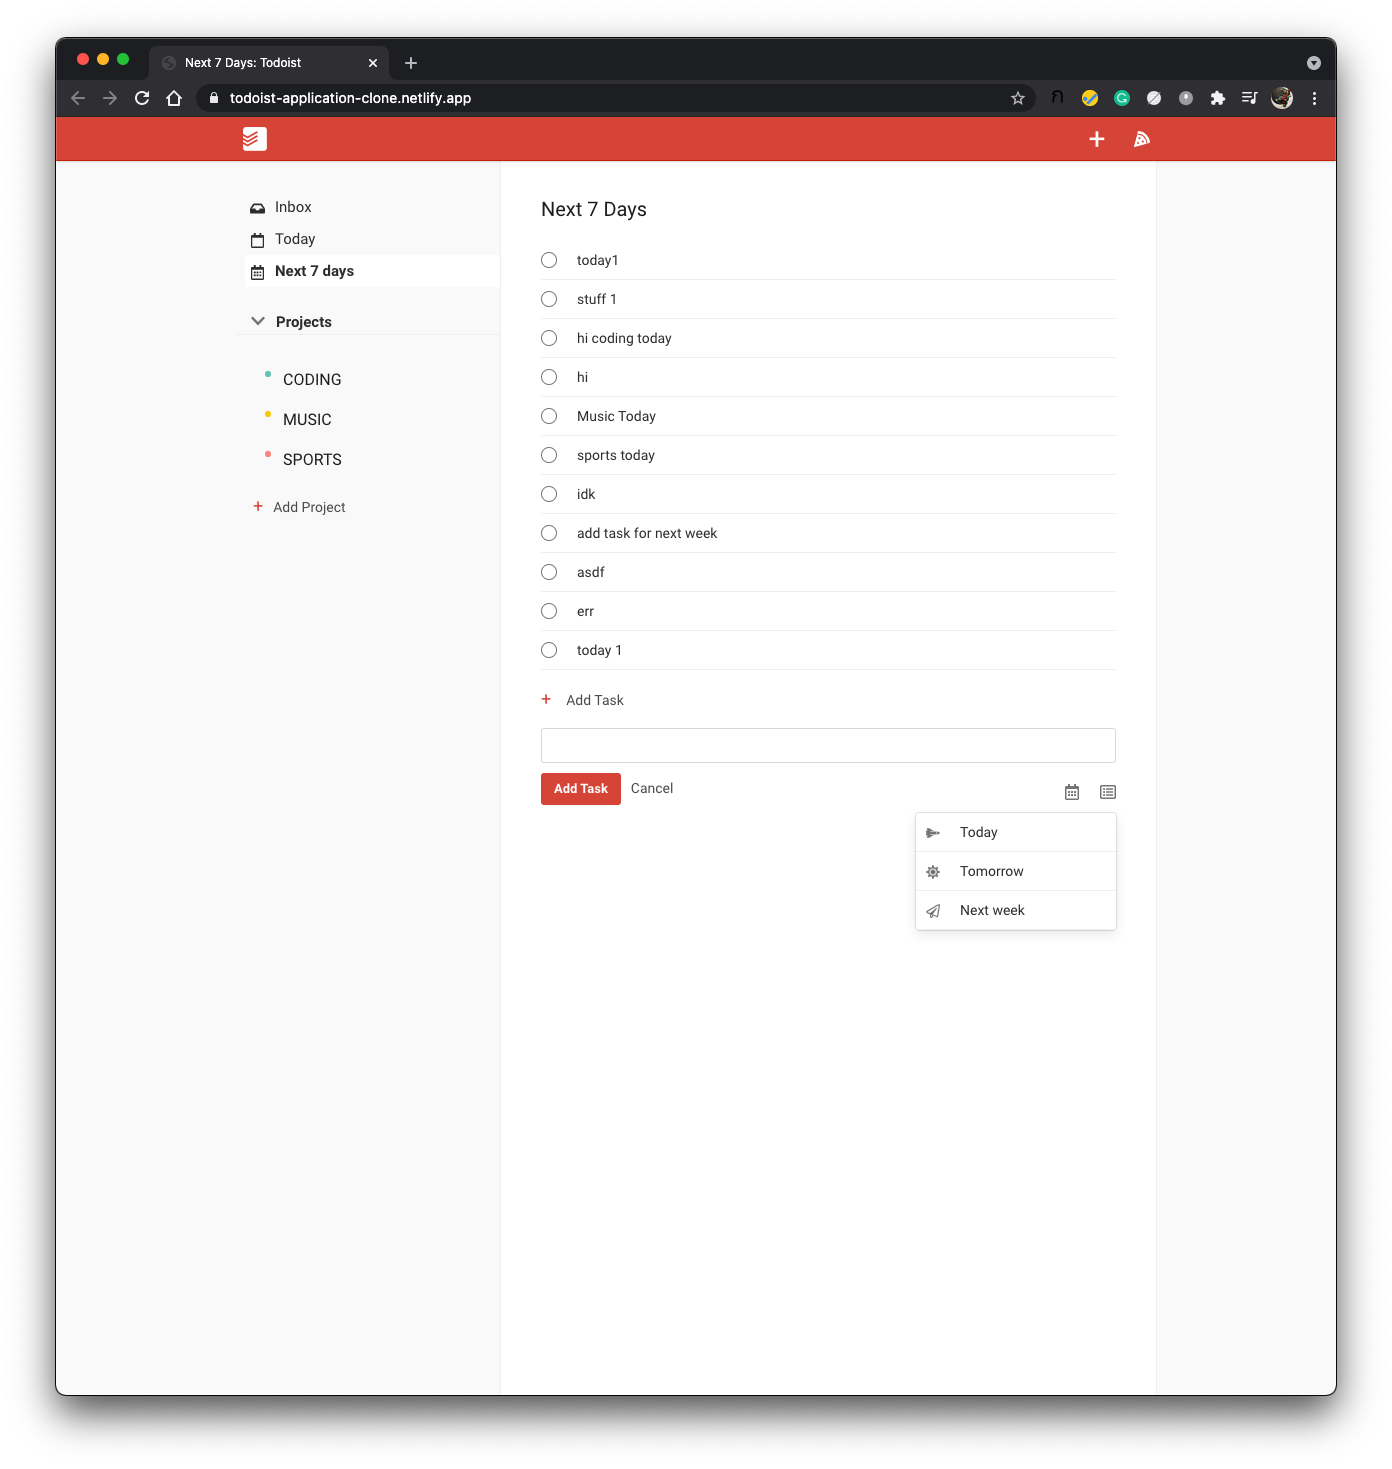 Next 7 Days: Todoist
todoist-application-clone.netlify.app
Inbox
Today
Next 7 days
Projects
CODING
MUSIC
SPORTS
+ Add Project
Next 7 Days
today1
stuff 1
hi coding today
hi
Music Today
sports today
idk
add task for next week
asdf
err
today 1
+ Add Task
Add Task Cancel
Today
Tomorrow
Next week